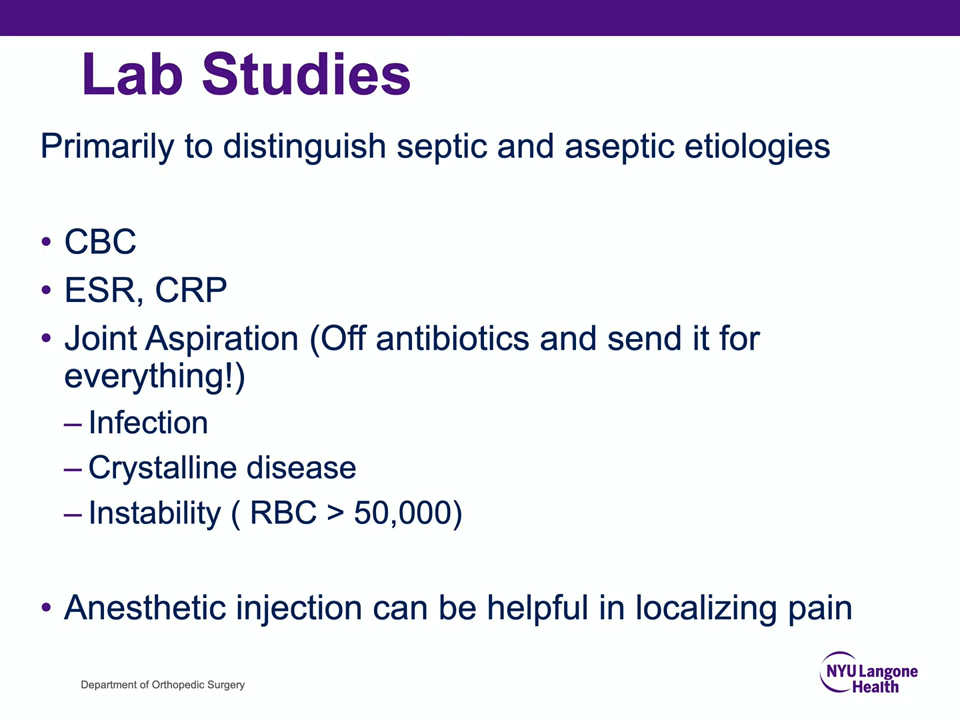 Lab Studies
Primarily to distinguish septic and aseptic etiologies
• CBC
• ESR, CRP
• Joint Aspiration (Off antibiotics and send it for
everything!)
– Infection
– Crystalline disease
– Instability ( RBC > 50,000)
• Anesthetic injection can be helpful in localizing pain
Department of Orthopedic Surgery
NYU Langone
Health